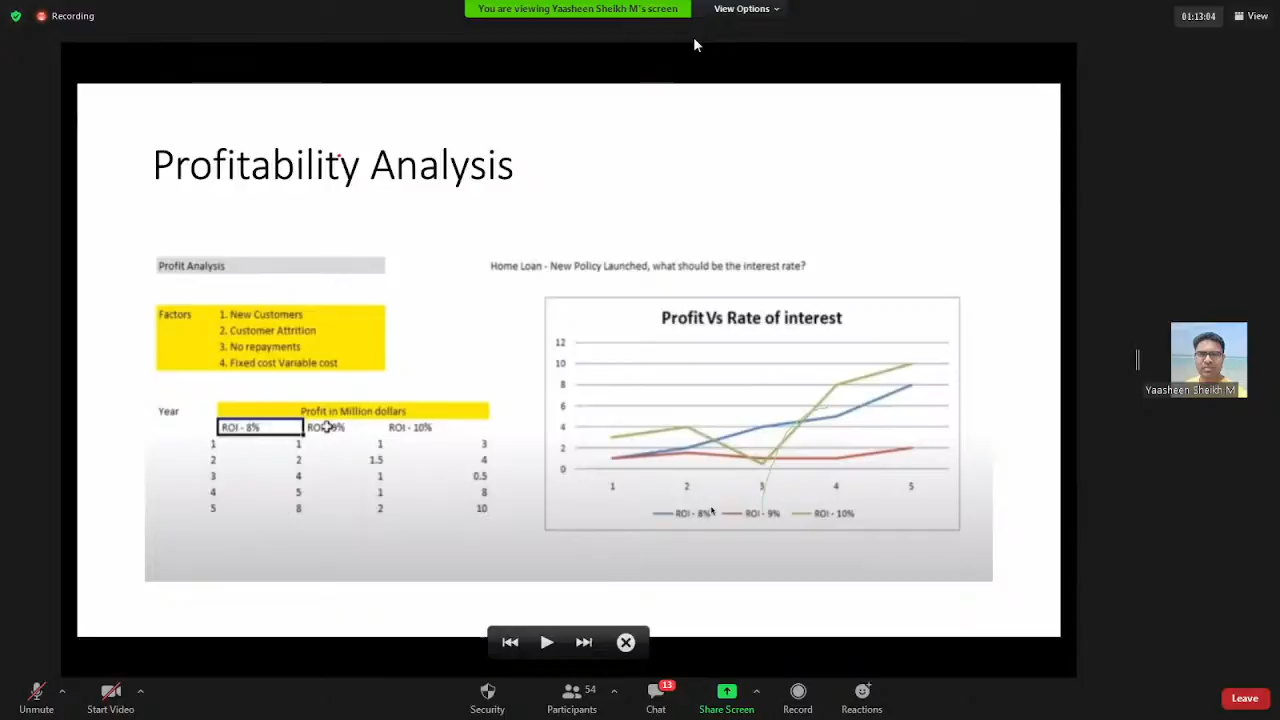 Recording
You are viewing Yaasheen Sheikh M's screen
View Options
01:13:04
View
Profitability Analysis
Profit Analysis
Home Loan - New Policy Launched, what should be the interest rate?
Factors 1. New Customers
2. Customer Attrition
3. No repayments
4. Fixed cost Variable cost
Year Profit in Million dollars
ROI - 8% ROI - 9% ROI - 10%
1 1 1 3
2 2 1.5 4
3 4 1 0.5
4 5 1 8
5 8 2 10
Profit Vs Rate of interest
12
10
8
6
4
2
0
1 2 3 4 5
ROI - 8% ROI - 9% ROI - 10%
Yaasheen Sheikh M
Unmute
Start Video
Security
54
Participants
13
Chat
Share Screen
Record
Reactions
Leave